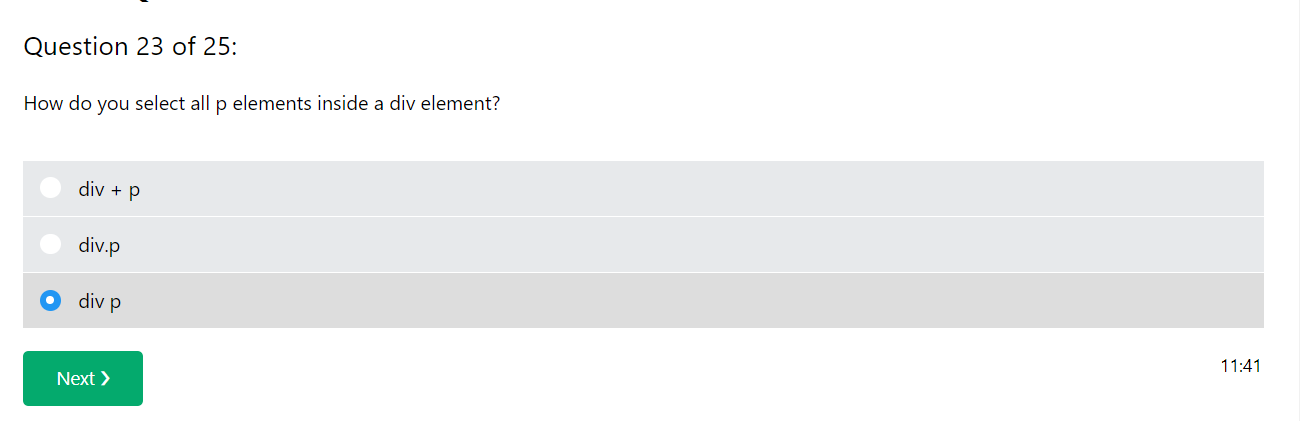 Question 23 of 25:
How do you select all p elements inside a div element?
div + p
div.p
div p
Next ❯
11:41